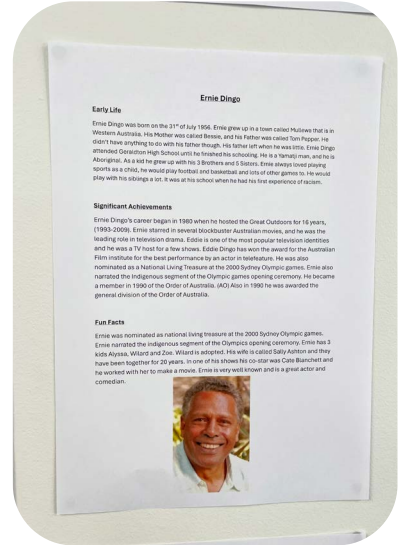 Ernie Dingo
Early Life
Ernie Dingo was born on the 31st of July 1956. Ernie grew up in a town called Mullewa that is in
Western Australia. His Mother was called Bessie, and his Father was called Tom Pepper. He
didn't have anything to do with his father though. His father left when he was little. Ernie Dingo
attended Geraldton High School until he finished his schooling. He is a Yamatji man, and he is
Aboriginal. As a kid he grew up with his 3 Brothers and 5 Sisters. Ernie always loved playing
sports as a child, he would play football and basketball and lots of other games to. He would
play with his siblings a lot. It was at school when he had his first experience of racism.
Significant Achievements
Ernie Dingo's career began in 1980 when he hosted the Great Outdoors for 16 years,
(1993-2009). Ernie starred in several blockbuster Australian movies, and he was the
leading role in television drama. Eddie is one of the most popular television identities
and he was a TV host for a few shows. Eddie Dingo has won the award for the Australian
Film institute for the best performance by an actor in telefeature. He was also
nominated as a National Living Treasure at the 2000 Sydney Olympic games. Ernie also
narrated the Indigenous segment of the Olympic games opening ceremony. He became
a member in 1990 of the Order of Australia. (AO) Also in 1990 he was awarded the
general division of the Order of Australia.
Fun Facts
Ernie was nominated as national living treasure at the 2000 Sydney Olympic games.
Ernie narrated the indigenous segment of the Olympics opening ceremony. Ernie has 3
kids Alyssa, Wilard and Zoe. Wilard is adopted. His wife is called Sally Ashton and they
have been together for 20 years. In one of his shows his co-star was Cate Blanchett and
he worked with her to make a movie. Ernie is very well known and is a great actor and
comedian.